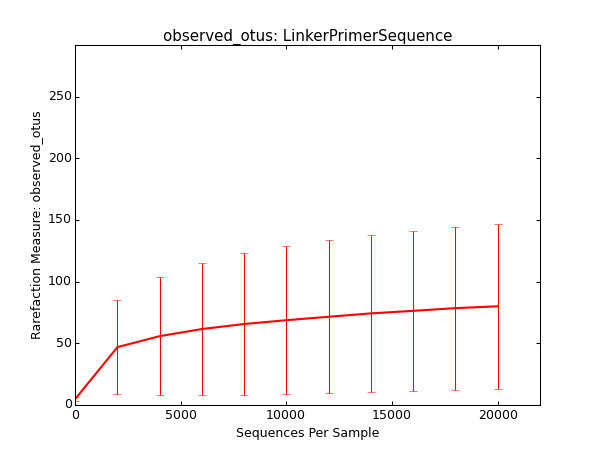 observed_otus: LinkerPrimerSequence
Rarefaction Measure: observed_otus
250
200
150
100
50
0
0 5000 10000 15000 20000
Sequences Per Sample